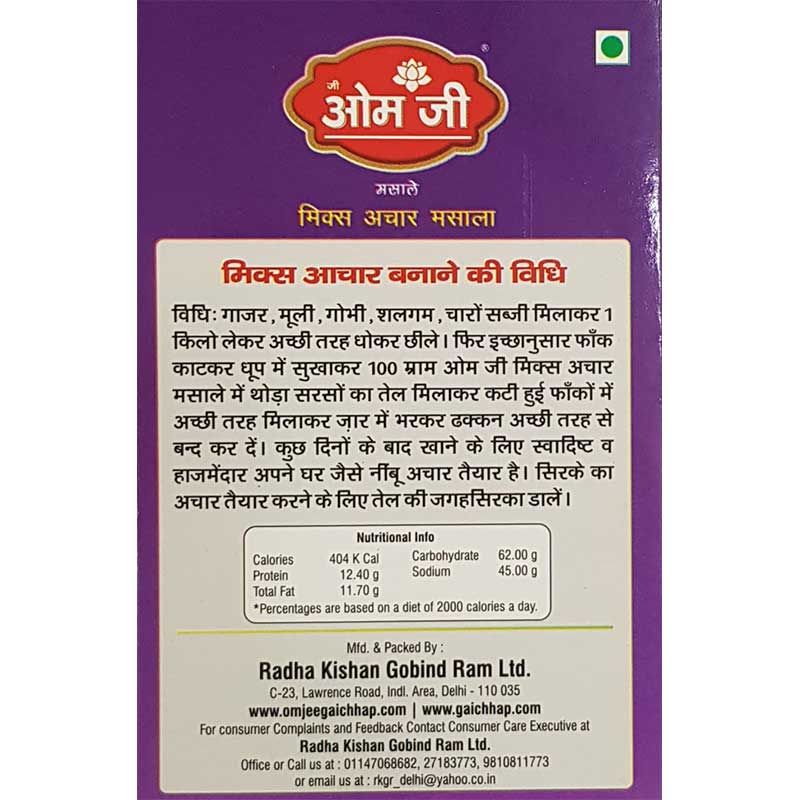 ®
जी
ओम जी
मसाले
मिक्स अचार मसाला
मिक्स आचार बनाने की विधि
विधिः गाजर , मूली , गोभी , शलगम , चारों सब्जी मिलाकर 1
किलो लेकर अच्छी तरह धोकर छीले। फिर इच्छानुसार फाँक
काटकर धूप में सुखाकर 100 ग्राम ओम जी मिक्स अचार
मसाले में थोड़ा सरसों का तेल मिलाकर कटी हुई फाँकों में
अच्छी तरह मिलाकर ज़ार में भरकर ढक्कन अच्छी तरह से
बन्द कर दें। कुछ दिनों के बाद खाने के लिए स्वादिष्ट व
हाजमेंदार अपने घर जैसे नींबू अचार तैयार है। सिरके का
अचार तैयार करने के लिए तेल की जगहसिरका डालें।
Nutritional Info
Calories 404 K Cal Carbohydrate 62.00 g
Protein 12.40 g Sodium 45.00 g
Total Fat 11.70 g
*Percentages are based on a diet of 2000 calories a day.
Mfd. & Packed By :
Radha Kishan Gobind Ram Ltd.
C-23, Lawrence Road, Indl. Area, Delhi - 110 035
www.omjeegaichhap.com | www.gaichhap.com
For consumer Complaints and Feedback Contact Consumer Care Executive at
Radha Kishan Gobind Ram Ltd.
Office or Call us at : 01147068682, 27183773, 9810811773
or email us at : rkgr_delhi@yahoo.co.in